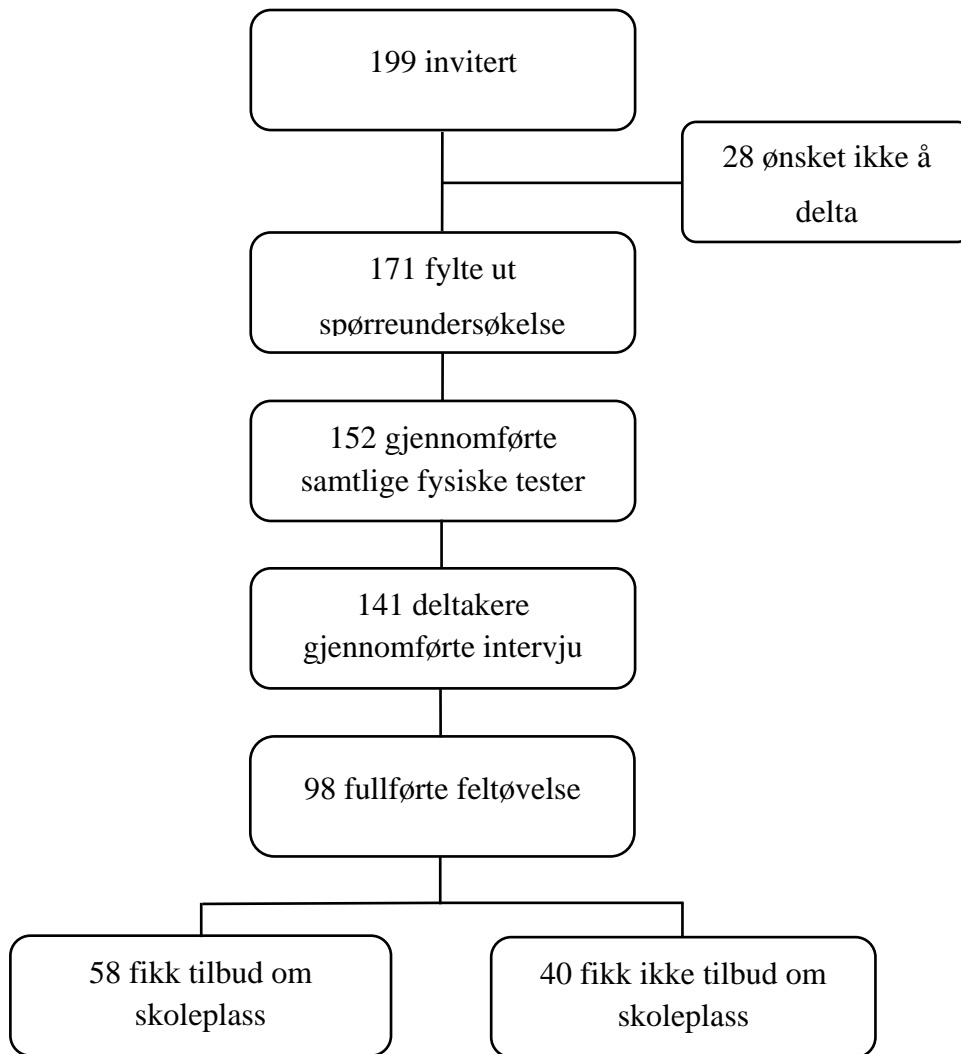 199 invitert
28 ønsket ikke å
delta
171 fylte ut
spørreundersøkelse
152 gjennomførte
samtlige fysiske tester
141 deltakere
gjennomførte intervju
98 fullførte feltøvelse
58 fikk tilbud om
skoleplass
40 fikk ikke tilbud om
skoleplass